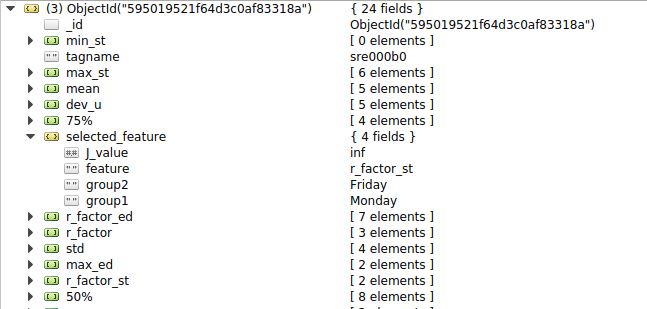 (3) ObjectId("595019521f64d3c0af83318a") { 24 fields }
_id ObjectId("595019521f64d3c0af83318a")
min_st [ 0 elements ]
tagname sre000b0
max_st [ 6 elements ]
mean [ 5 elements ]
dev_u [ 5 elements ]
75% [ 4 elements ]
selected_feature { 4 fields }
J_value inf
feature r_factor_st
group2 Friday
group1 Monday
r_factor_ed [ 7 elements ]
r_factor [ 3 elements ]
std [ 4 elements ]
max_ed [ 2 elements ]
r_factor_st [ 2 elements ]
50% [ 8 elements ]